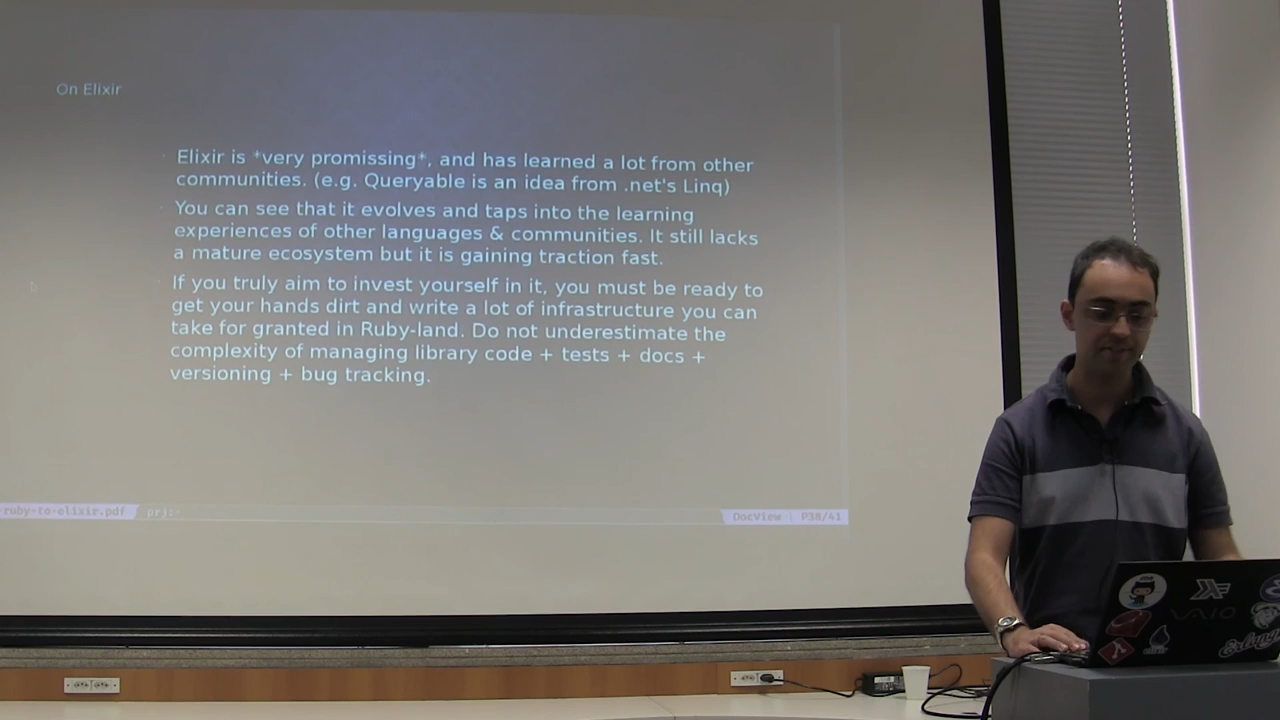 On Elixir
Elixir is *very promissing*, and has learned a lot from other
communities. (e.g. Queryable is an idea from .net's Linq)
You can see that it evolves and taps into the learning
experiences of other languages & communities. It still lacks
a mature ecosystem but it is gaining traction fast.
If you truly aim to invest yourself in it, you must be ready to
get your hands dirt and write a lot of infrastructure you can
take for granted in Ruby-land. Do not underestimate the
complexity of managing library code + tests + docs +
versioning + bug tracking.
-ruby-to-elixir.pdf prj:-
DocView P38/41
VAIO
Erlang